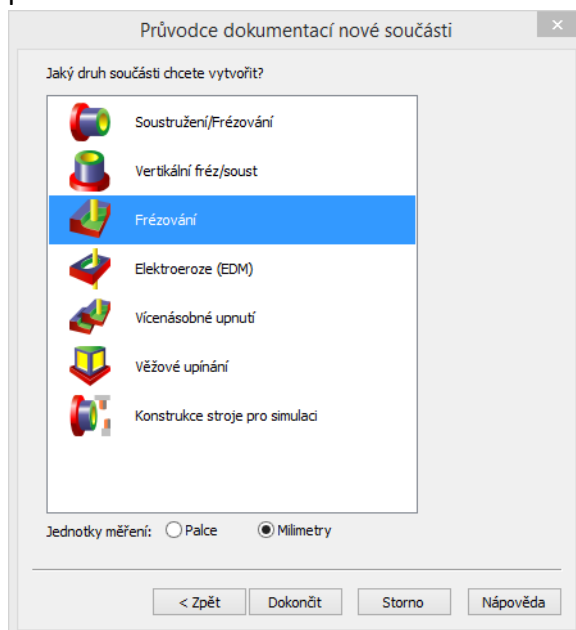 Průvodce dokumentací nové součásti
Jaký druh součásti chcete vytvořit?
Soustružení/Frézování
Vertikální fréz/soust
Frézování
Elektroeroze (EDM)
Vícenásobné upnutí
Věžové upínání
Konstrukce stroje pro simulaci
Jednotky měření: Palce Milimetry
< Zpět Dokončit Storno Nápověda